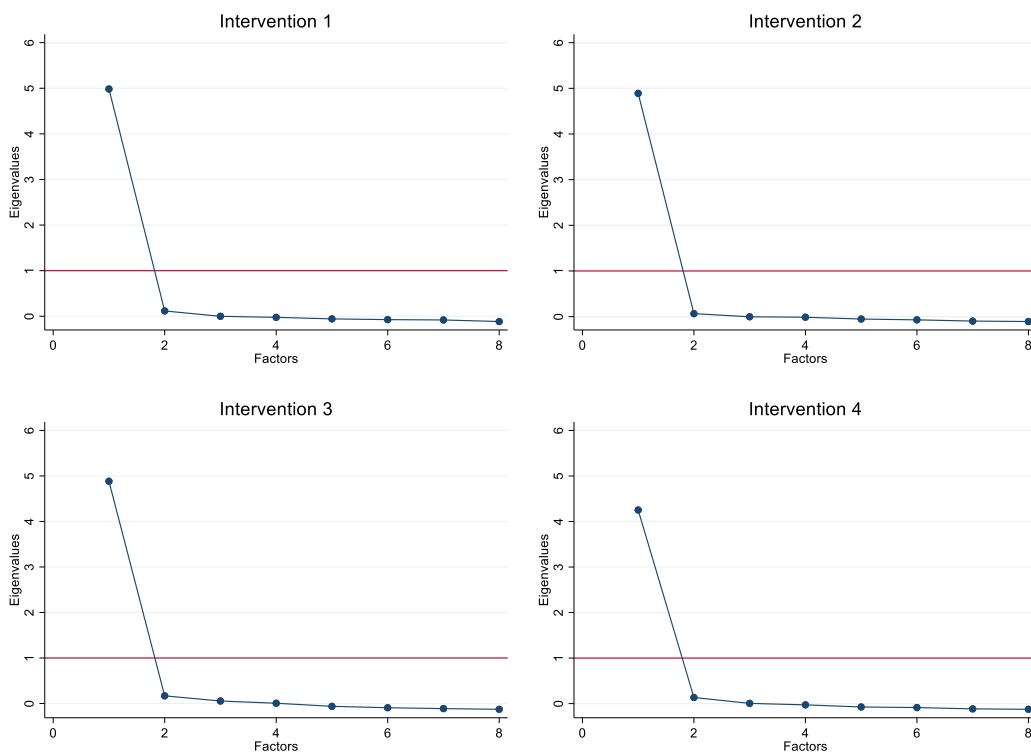 Intervention 1
Eigenvalues
6
5
4
3
2
1
0
0 2 4 6 8
Factors
Intervention 2
Eigenvalues
6
5
4
3
2
1
0
0 2 4 6 8
Factors
Intervention 3
Eigenvalues
6
5
4
3
2
1
0
0 2 4 6 8
Factors
Intervention 4
Eigenvalues
6
5
4
3
2
1
0
0 2 4 6 8
Factors